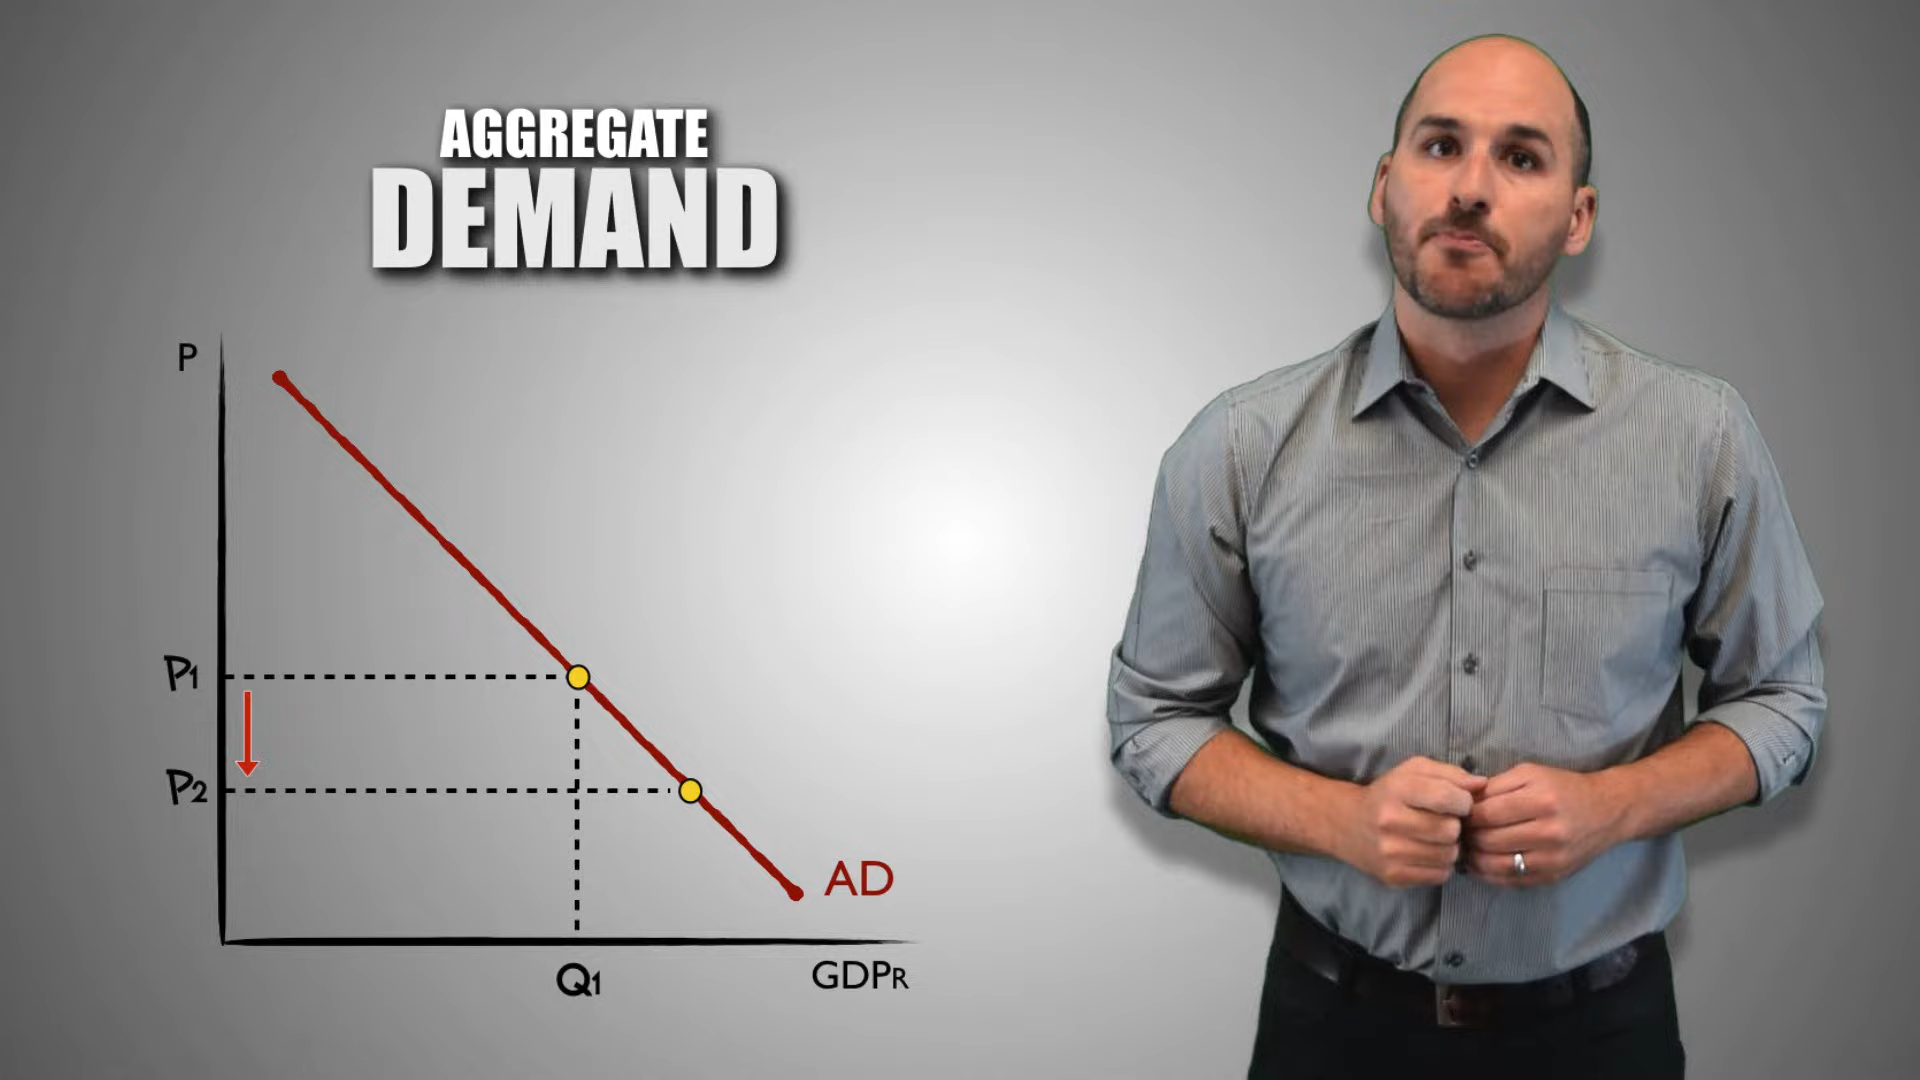 AGGREGATE
DEMAND
P
P1
P2
AD
Q1
GDPR